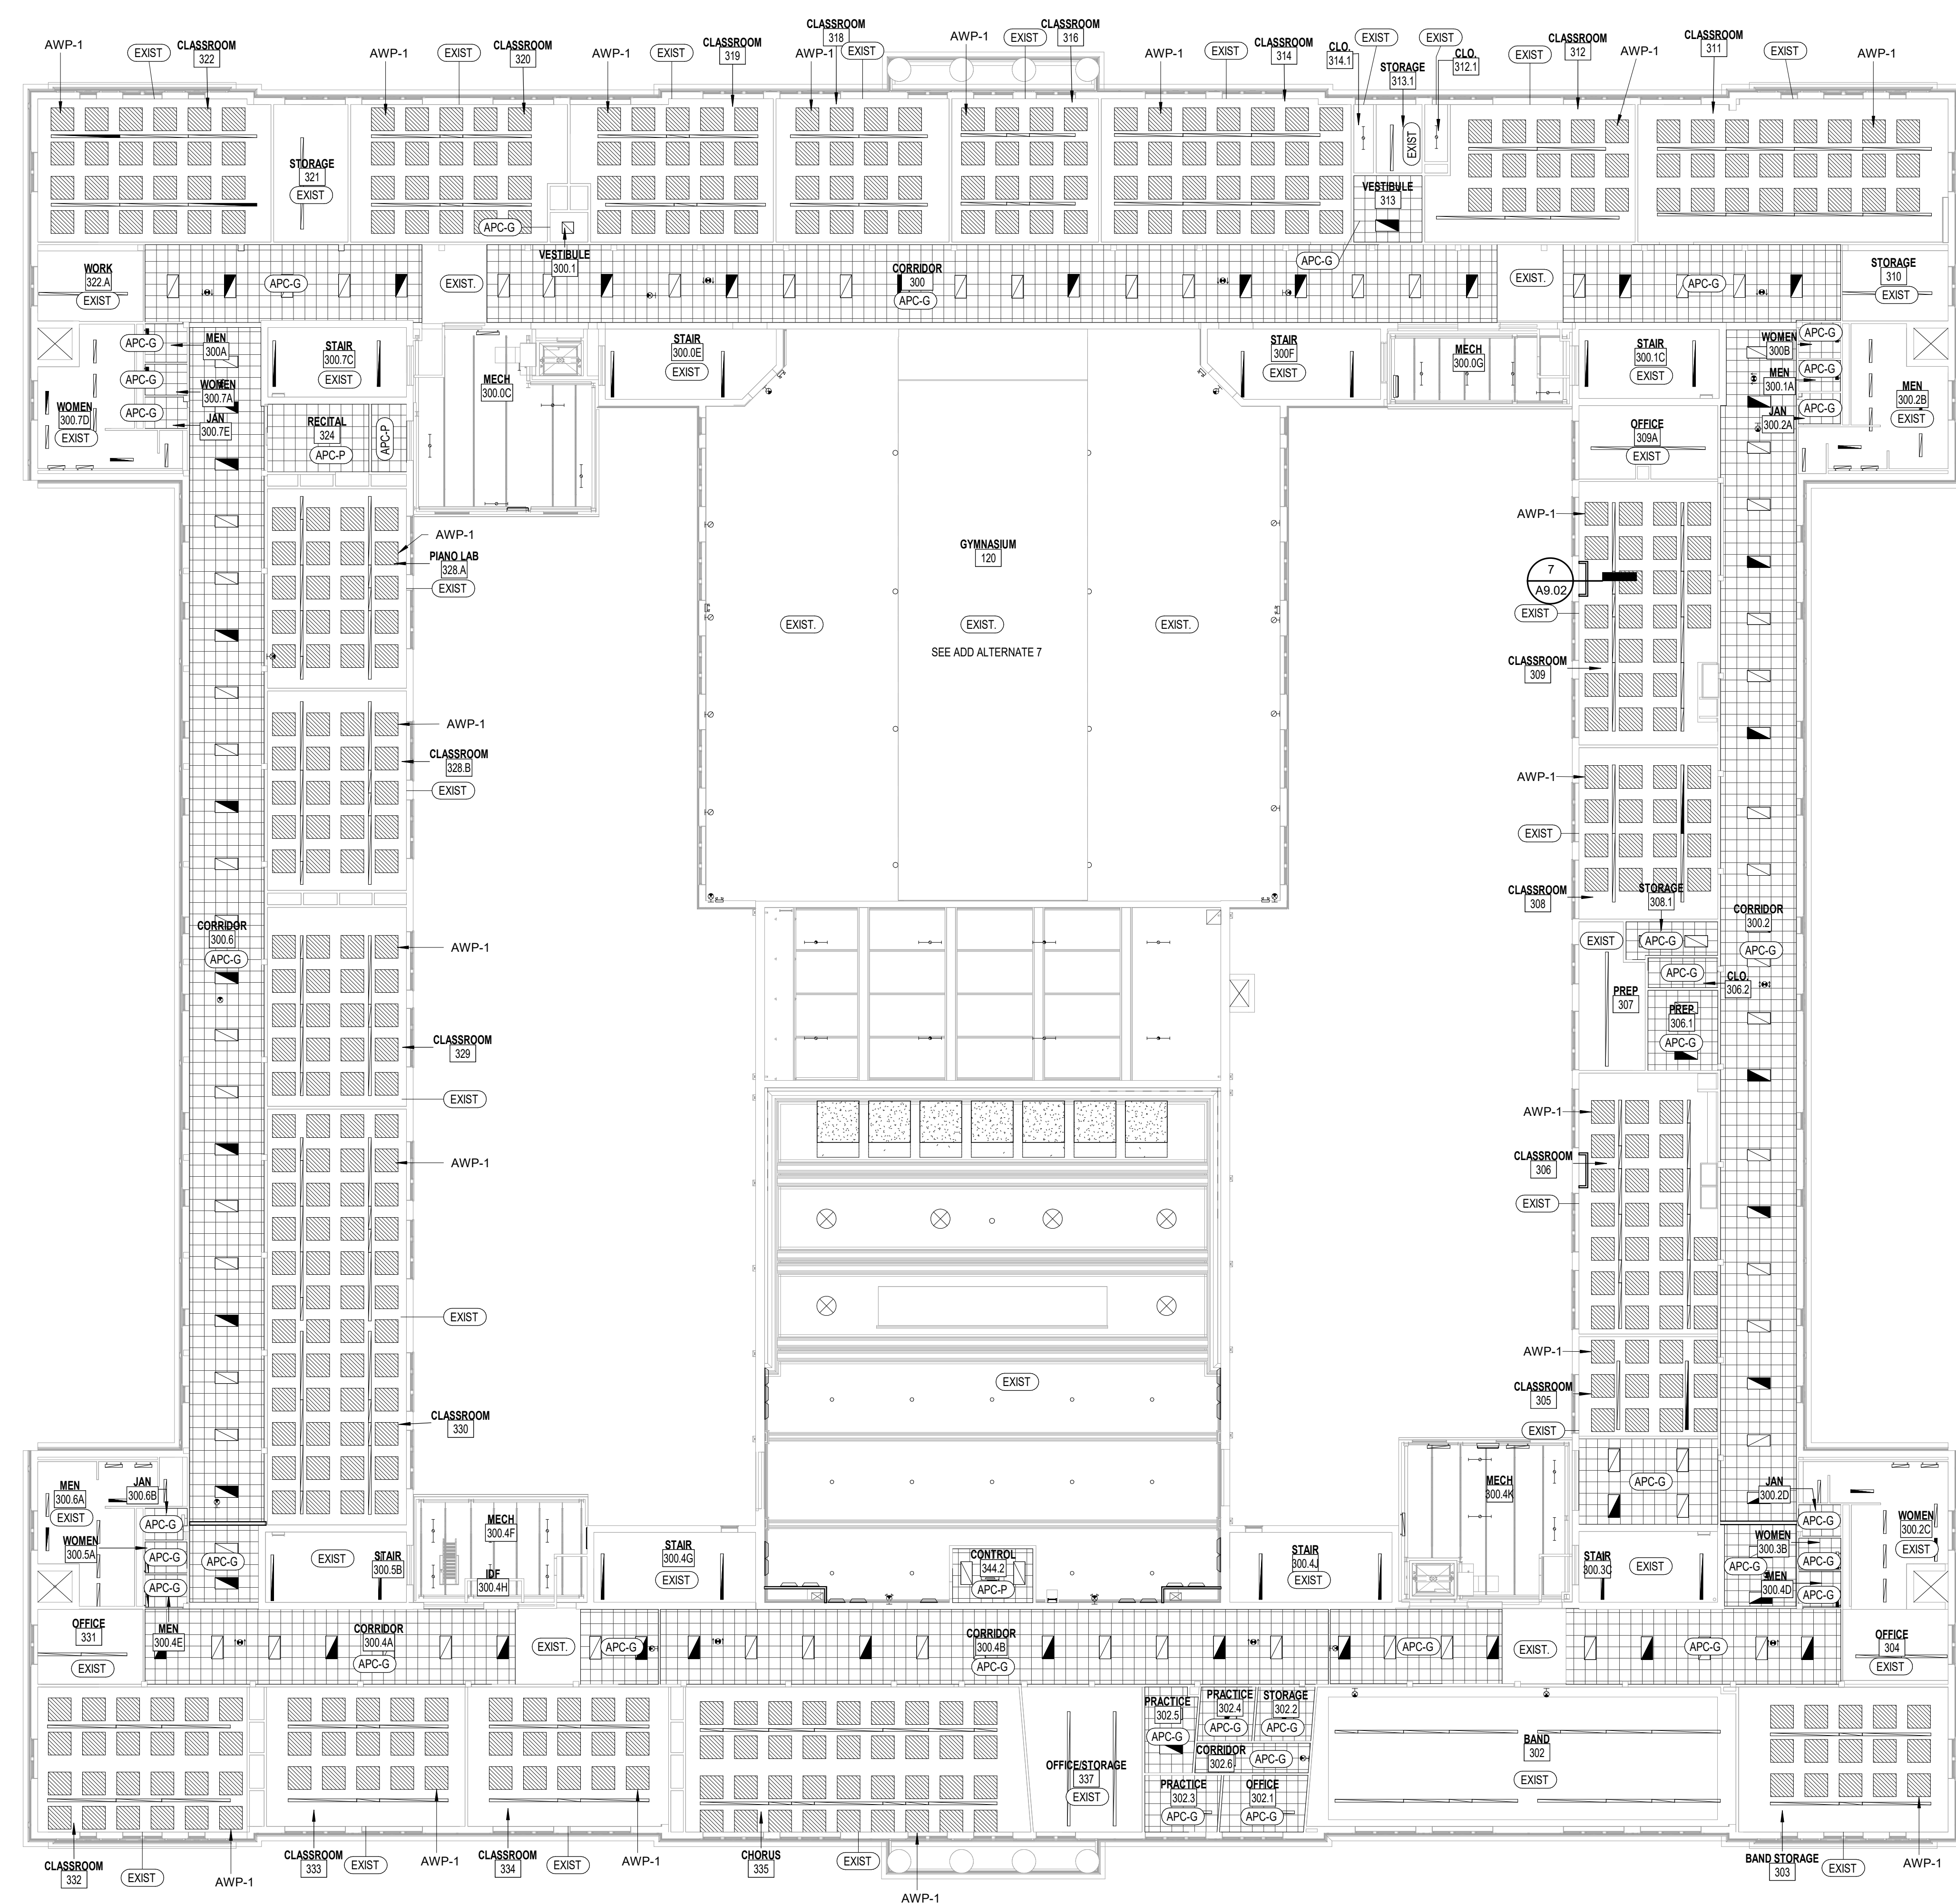 AWP-1
EXIST
CLASSROOM
322
AWP-1
EXIST
CLASSROOM
320
AWP-1
EXIST
CLASSROOM
319
CLASSROOM
318
AWP-1
EXIST
AWP-1
EXIST
CLASSROOM
316
AWP-1
EXIST
CLASSROOM
314
CLO.
314.1
EXIST
STORAGE
313.1
EXIST
EXIST
CLO.
312.1
EXIST
CLASSROOM
312
AWP-1
CLASSROOM
311
EXIST
AWP-1
STORAGE
321
EXIST
APC-G
VESTIBULE
300.1
VESTIBULE
313
APC-G
WORK
322.A
EXIST
APC-G
EXIST.
CORRIDOR
300
APC-G
EXIST.
APC-G
STORAGE
310
EXIST
APC-G
MEN
300A
APC-G
WOMEN
300.7A
APC-G
JAN
300.7E
WOMEN
300.7D
EXIST
STAIR
300.7C
EXIST
MECH
300.0C
STAIR
300.0E
EXIST
STAIR
300F
EXIST
MECH
300.0G
STAIR
300.1C
EXIST
WOMEN
300B
APC-G
MEN
300.1A
APC-G
JAN
300.2A
APC-G
MEN
300.2B
EXIST
RECITAL
324
APC-P
APC-P
OFFICE
309A
EXIST
AWP-1
PIANO LAB
328.A
EXIST
GYMNASIUM
120
EXIST.
EXIST.
EXIST.
SEE ADD ALTERNATE 7
AWP-1
7
A9.02
EXIST
CLASSROOM
309
AWP-1
CLASSROOM
328.B
EXIST
AWP-1
EXIST
CLASSROOM
308
STORAGE
308.1
APC-G
CORRIDOR
300.6
APC-G
CORRIDOR
300.2
APC-G
AWP-1
CLASSROOM
329
EXIST
EXIST
PREP
307
APC-G
CLO.
306.2
PREP.
306.1
APC-G
AWP-1
EXIST
CLASSROOM
330
AWP-1
CLASSROOM
306
EXIST
AWP-1
CLASSROOM
305
EXIST
EXIST
APC-G
MEN
300.6A
EXIST
JAN
300.6B
APC-G
WOMEN
300.5A
APC-G
APC-G
APC-G
EXIST
STAIR
300.5B
MECH
300.4F
IDF
300.4H
STAIR
300.4G
EXIST
CONTROL
344.2
APC-P
STAIR
300.4J
EXIST
MECH
300.4K
STAIR
300.3C
EXIST
JAN
300.2D
APC-G
WOMEN
300.3B
APC-G
APC-G
MEN
300.4D
APC-G
WOMEN
300.2C
EXIST
OFFICE
331
EXIST
MEN
300.4E
CORRIDOR
300.4A
APC-G
EXIST.
APC-G
CORRIDOR
300.4B
APC-G
APC-G
EXIST.
APC-G
OFFICE
304
EXIST
PRACTICE
302.5
APC-G
PRACTICE
302.4
APC-G
STORAGE
302.2
APC-G
CORRIDOR
302.6
APC-G
OFFICE/STORAGE
337
EXIST
PRACTICE
302.3
APC-G
OFFICE
302.1
APC-G
BAND
302
EXIST
CLASSROOM
332
EXIST
AWP-1
CLASSROOM
333
EXIST
AWP-1
CLASSROOM
334
EXIST
AWP-1
CHORUS
335
EXIST
AWP-1
BAND STORAGE
303
EXIST
AWP-1